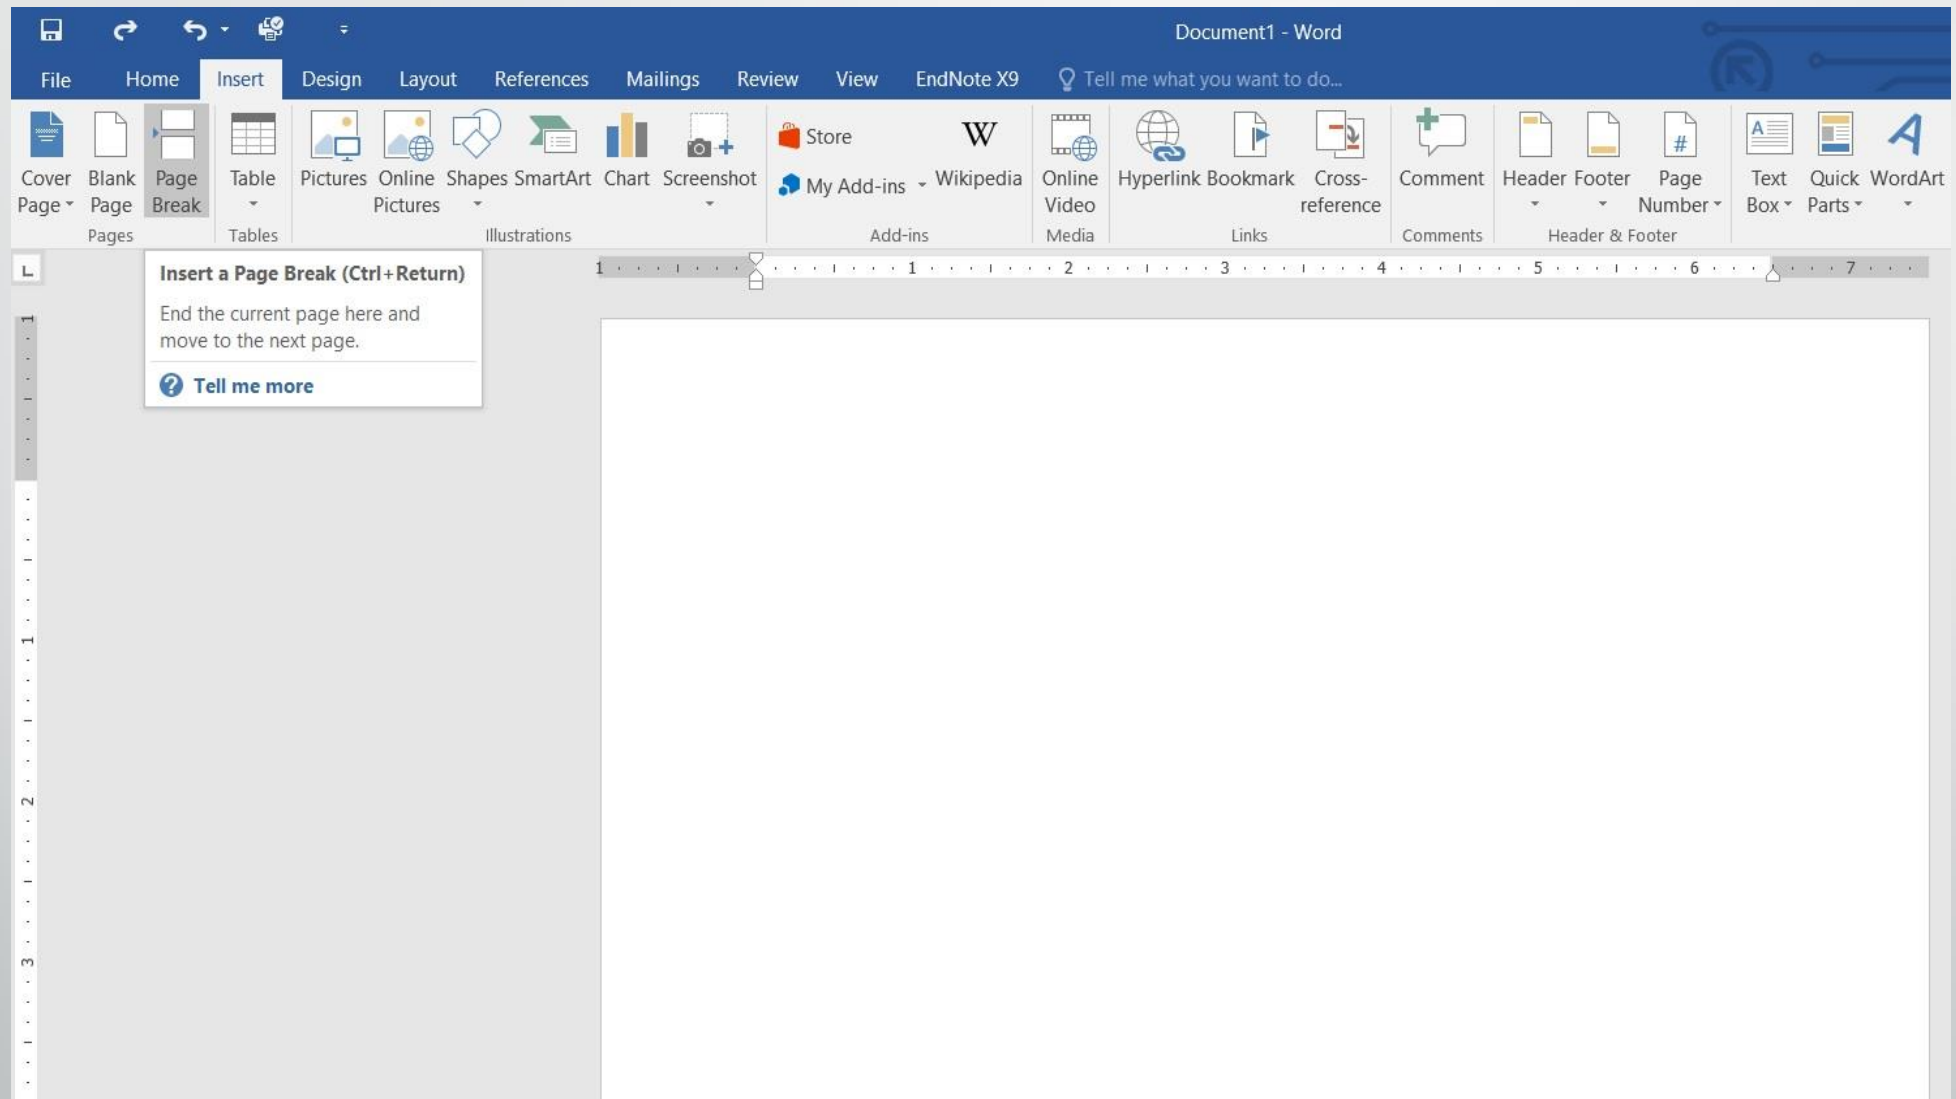 Document1 - Word
File Home Insert Design Layout References Mailings Review View EndNote X9 Tell me what you want to do...
Cover Page
Blank Page
Page Break
Table
Pictures
Online Pictures
Shapes
SmartArt
Chart
Screenshot
Store
My Add-ins
W
Wikipedia
Online Video
Hyperlink
Bookmark
Cross-reference
Comment
Header
Footer
#
Page Number
A
Text Box
Quick Parts
A
WordArt
Pages Tables Illustrations Add-ins Media Links Comments Header & Footer
L
1 1 2 3 4 5 6 7
Insert a Page Break (Ctrl+Return)
End the current page here and
move to the next page.
? Tell me more
1
1
2
3